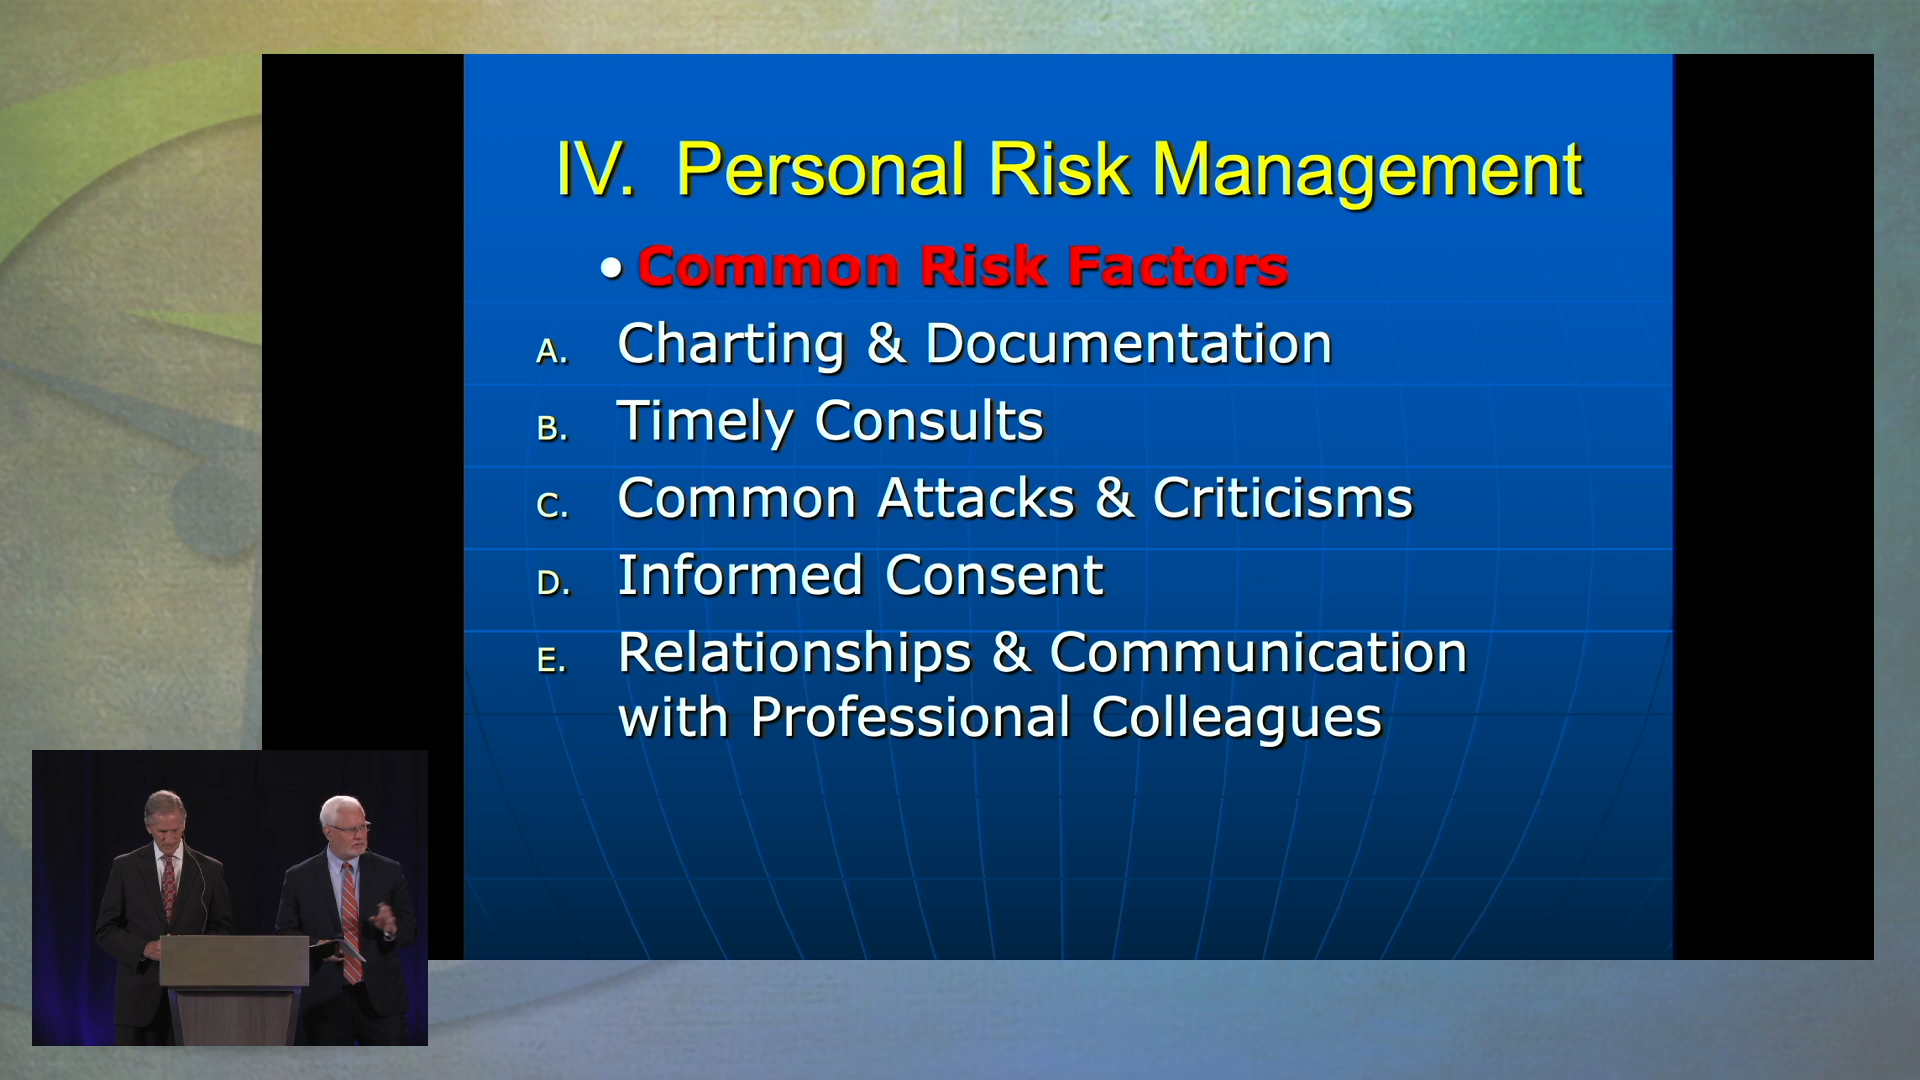 IV. Personal Risk Management
• Common Risk Factors
A. Charting & Documentation
B. Timely Consults
C. Common Attacks & Criticisms
D. Informed Consent
E. Relationships & Communication
with Professional Colleagues